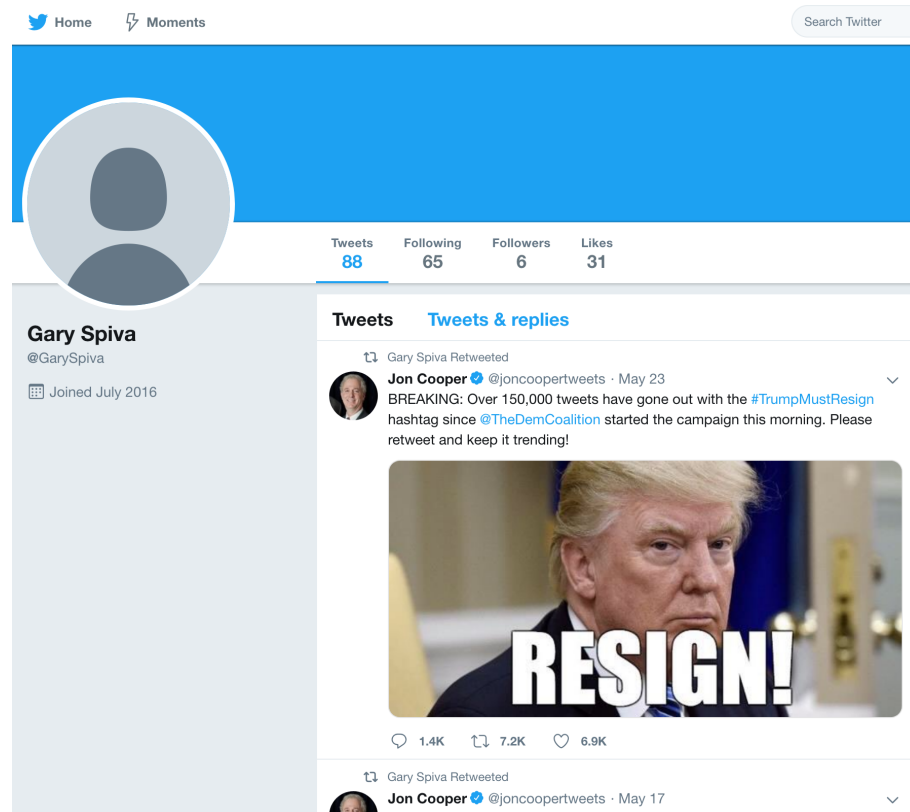 Home Moments Search Twitter
Tweets Following Followers Likes
88 65 6 31
Gary Spiva
@GarySpiva
Joined July 2016
Tweets Tweets & replies
Gary Spiva Retweeted
Jon Cooper @joncoopertweets · May 23
BREAKING: Over 150,000 tweets have gone out with the #TrumpMustResign
hashtag since @TheDemCoalition started the campaign this morning. Please
retweet and keep it trending!
RESIGN!
1.4K 7.2K 6.9K
Gary Spiva Retweeted
Jon Cooper @joncoopertweets · May 17